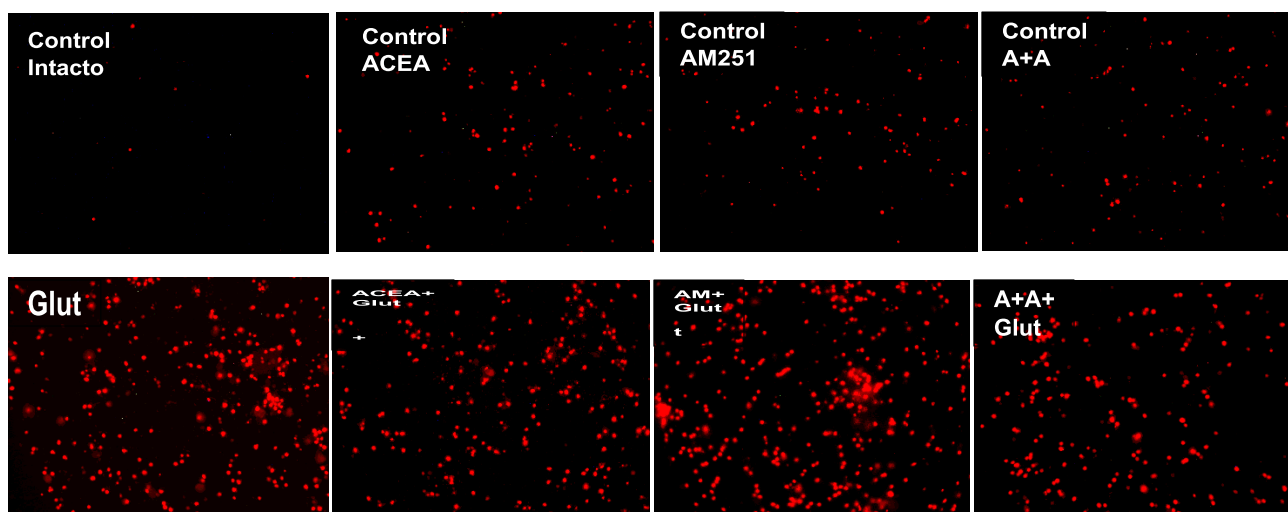 Control
Intacto
Control
ACEA
Control
AM251
Control
A+A
Glut
ACEA+
Glut
+
AM+
Glut
t
A+A+
Glut